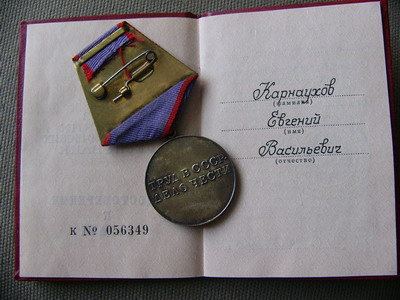 к № 056349
Карнаухов
(фамилия)
Евгений
(имя)
Васильевич
(отчество)
ТРУД В СССР
ДЕЛО ЧЕСТИ